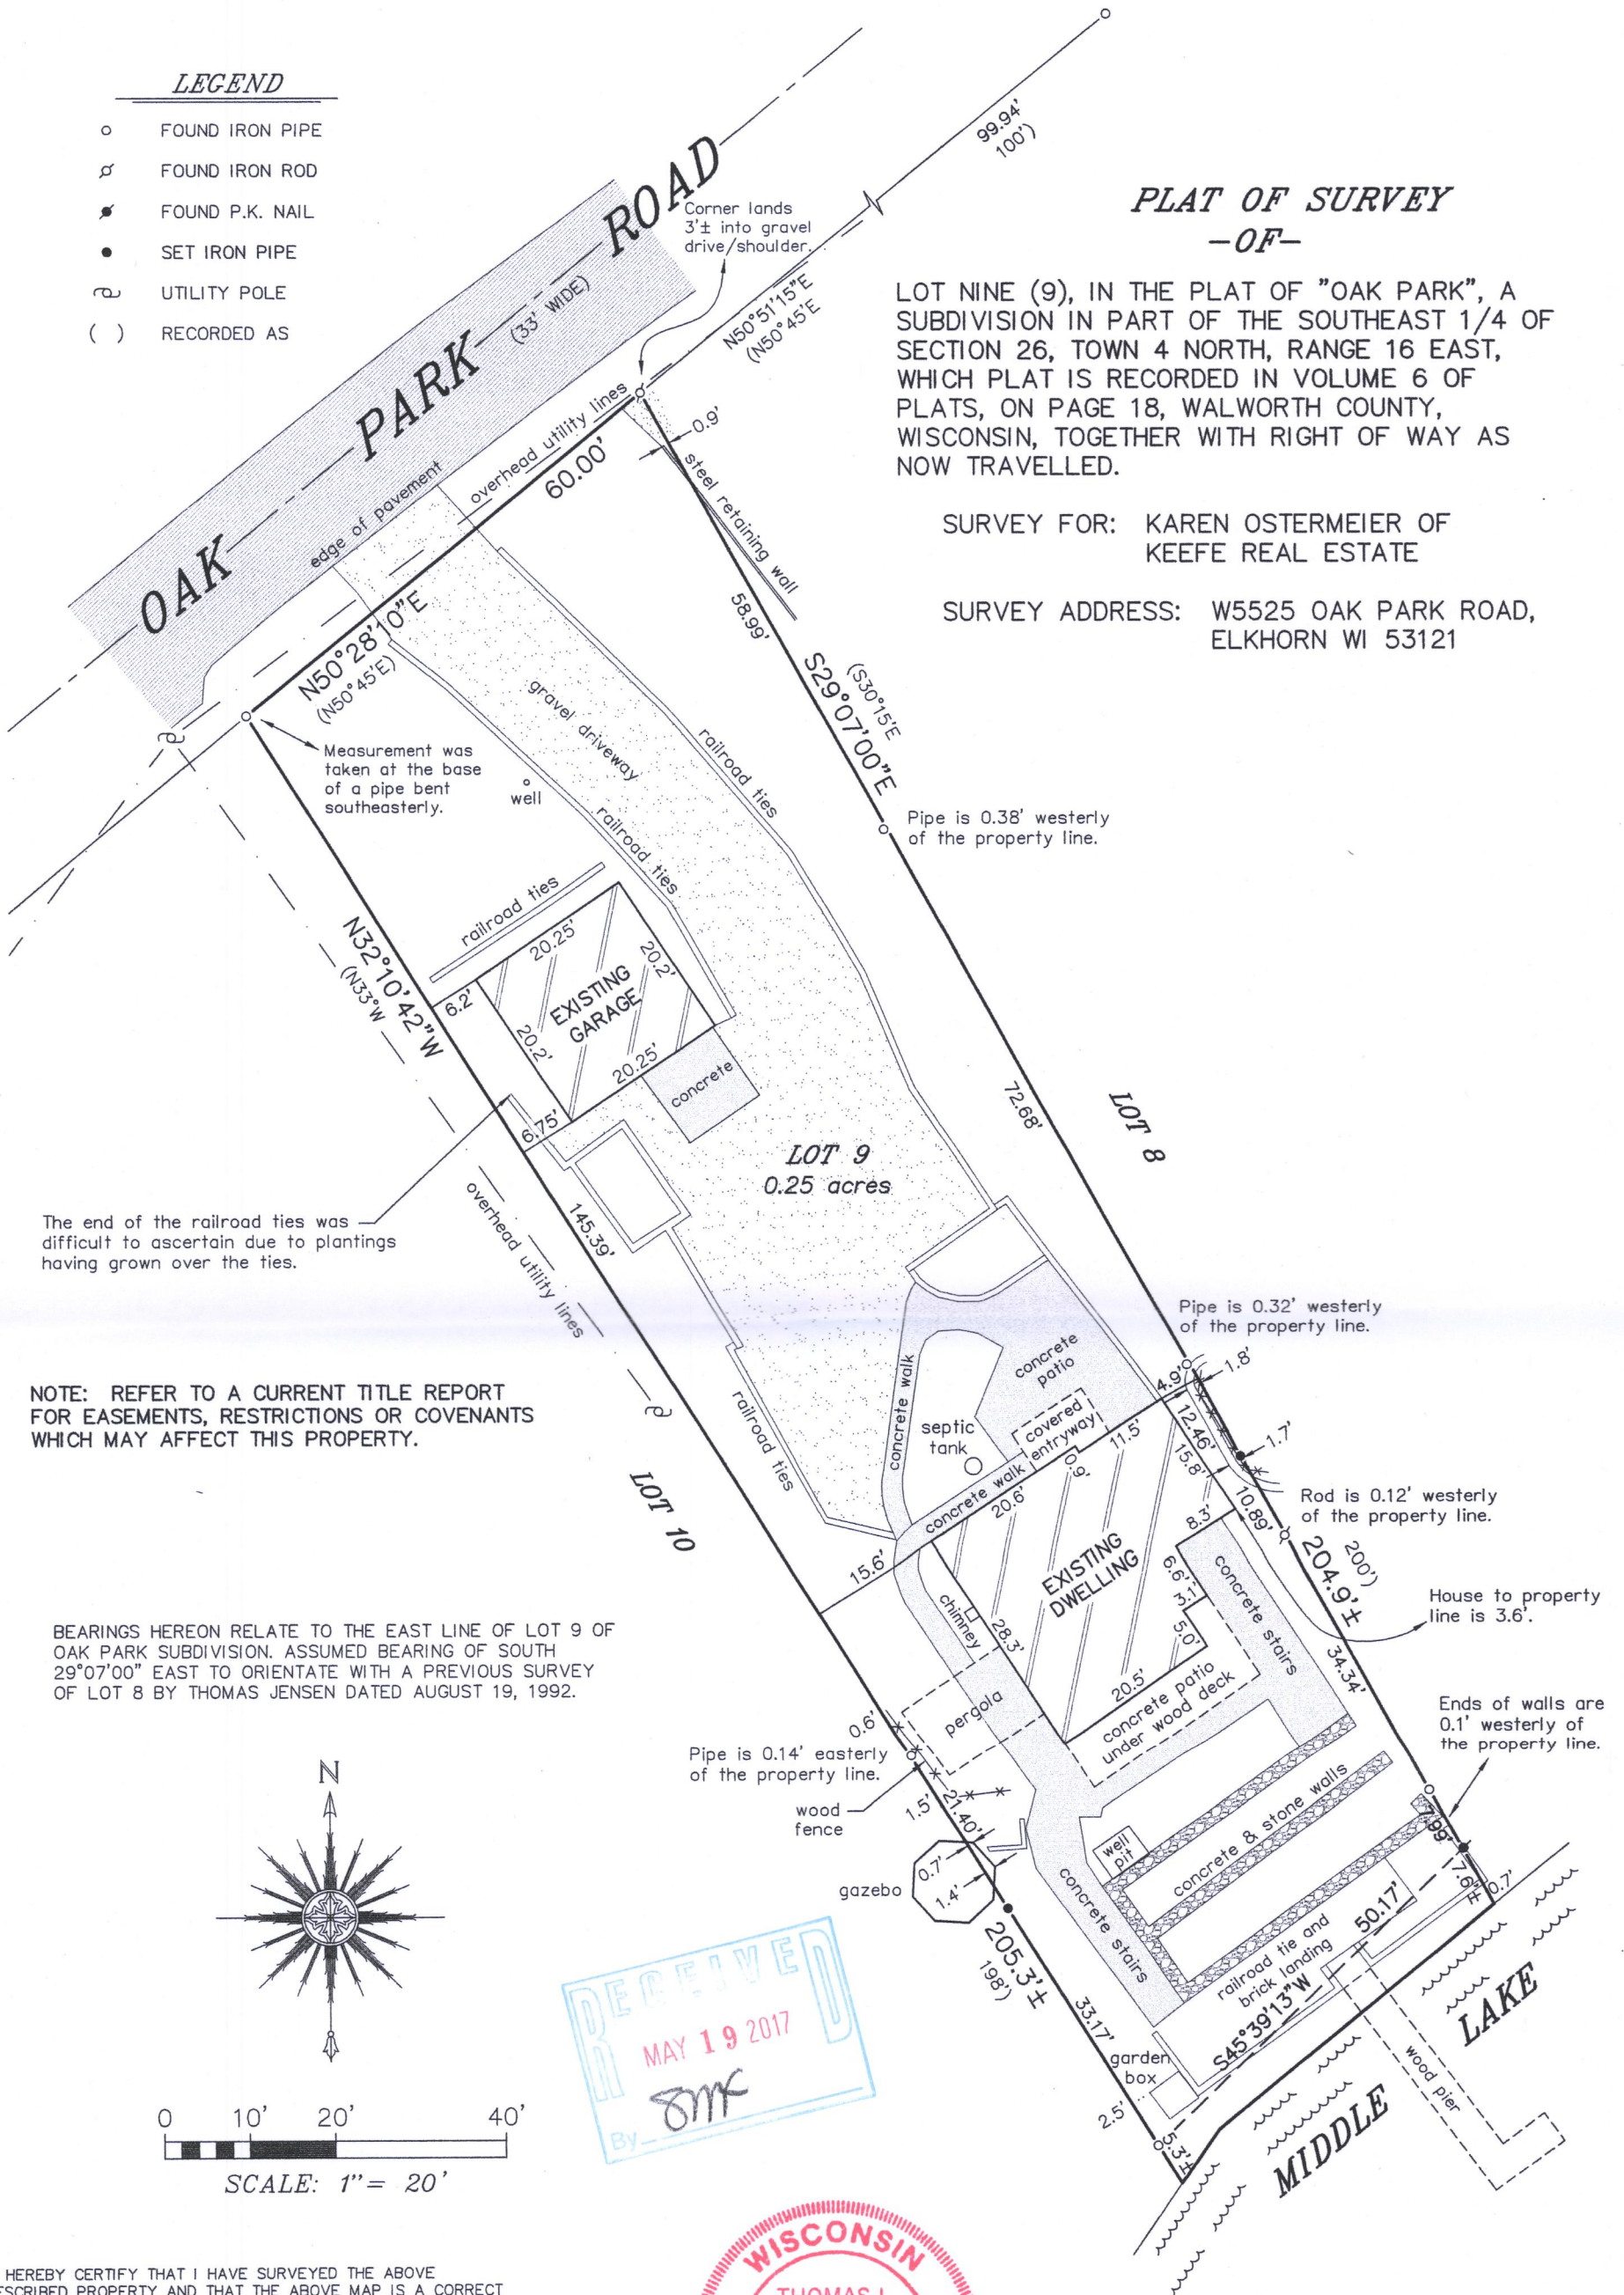 LEGEND
FOUND IRON PIPE
FOUND IRON ROD
FOUND P.K. NAIL
SET IRON PIPE
UTILITY POLE
( ) RECORDED AS
PLAT OF SURVEY
-OF-
LOT NINE (9), IN THE PLAT OF "OAK PARK", A
SUBDIVISION IN PART OF THE SOUTHEAST 1/4 OF
SECTION 26, TOWN 4 NORTH, RANGE 16 EAST,
WHICH PLAT IS RECORDED IN VOLUME 6 OF
PLATS, ON PAGE 18, WALWORTH COUNTY,
WISCONSIN, TOGETHER WITH RIGHT OF WAY AS
NOW TRAVELLED.
SURVEY FOR: KAREN OSTERMEIER OF
KEEFE REAL ESTATE
SURVEY ADDRESS: W5525 OAK PARK ROAD,
ELKHORN WI 53121
99.94'
100')
OAK PARK ROAD
(33' WIDE)
Corner lands
3'± into gravel
drive/shoulder.
N50°51'15"E
(N50°45'E
edge of pavement
overhead utility lines
60.00'
0.9'
steel retaining wall
58.99'
N50°28'10"E
(N50°45'E)
(S30°15'E
S29°07'00"E
Measurement was
taken at the base
of a pipe bent
southeasterly.
well
gravel driveway
railroad ties
railroad ties
Pipe is 0.38' westerly
of the property line.
railroad ties
N32°10'42"W
(N33°W
6.2'
20.25'
20.2'
EXISTING
GARAGE
20.2'
20.25'
concrete
6.75'
72.68'
LOT 8
LOT 9
0.25 acres
The end of the railroad ties was
difficult to ascertain due to plantings
having grown over the ties.
overhead utility lines
145.39'
Pipe is 0.32' westerly
of the property line.
NOTE: REFER TO A CURRENT TITLE REPORT
FOR EASEMENTS, RESTRICTIONS OR COVENANTS
WHICH MAY AFFECT THIS PROPERTY.
railroad ties
concrete walk
concrete
patio
septic
tank
covered
entryway
4.9'
1.8'
12.46'
1.7'
15.8'
11.5'
0.9'
concrete walk
20.6'
LOT 10
Rod is 0.12' westerly
of the property line.
10.89'
8.3'
15.6'
EXISTING
DWELLING
6.6'
3.1'
5.0'
concrete stairs
200')
204.9'±
House to property
line is 3.6'.
chimney
28.3'
20.5'
34.34'
BEARINGS HEREON RELATE TO THE EAST LINE OF LOT 9 OF
OAK PARK SUBDIVISION. ASSUMED BEARING OF SOUTH
29°07'00" EAST TO ORIENTATE WITH A PREVIOUS SURVEY
OF LOT 8 BY THOMAS JENSEN DATED AUGUST 19, 1992.
pergola
concrete patio
under wood deck
0.6'
Pipe is 0.14' easterly
of the property line.
Ends of walls are
0.1' westerly of
the property line.
N
wood
fence
1.5'
21.40'
0.7'
1.4'
gazebo
well
pit
concrete & stone walls
7.99'
17.6'±
0.7'
concrete stairs
50.17'
railroad tie and
brick landing
S45°39'13"W
205.3'±
198')
33.17'
garden
box
2.5'
5.3'±
wood pier
MIDDLE LAKE
RECEIVED
MAY 19 2017
By
0 10' 20' 40'
SCALE: 1"= 20'
WISCONSIN
THOMAS L.
HEREBY CERTIFY THAT I HAVE SURVEYED THE ABOVE
ESCRIBED PROPERTY AND THAT THE ABOVE MAP IS A CORRECT